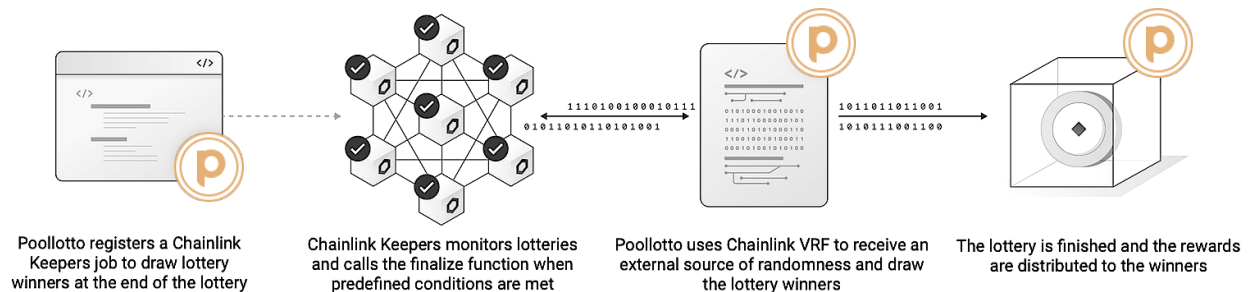 </>
</>
p
1110100100010111
010110101101 01001
</>
p
1011011011001
1010111001100
p
Poollotto registers a Chainlink
Keepers job to draw lottery
winners at the end of the lottery
Chainlink Keepers monitors lotteries
and calls the finalize function when
predefined conditions are met
Poollotto uses Chainlink VRF to receive an
external source of randomness and draw
the lottery winners
The lottery is finished and the rewards
are distributed to the winners